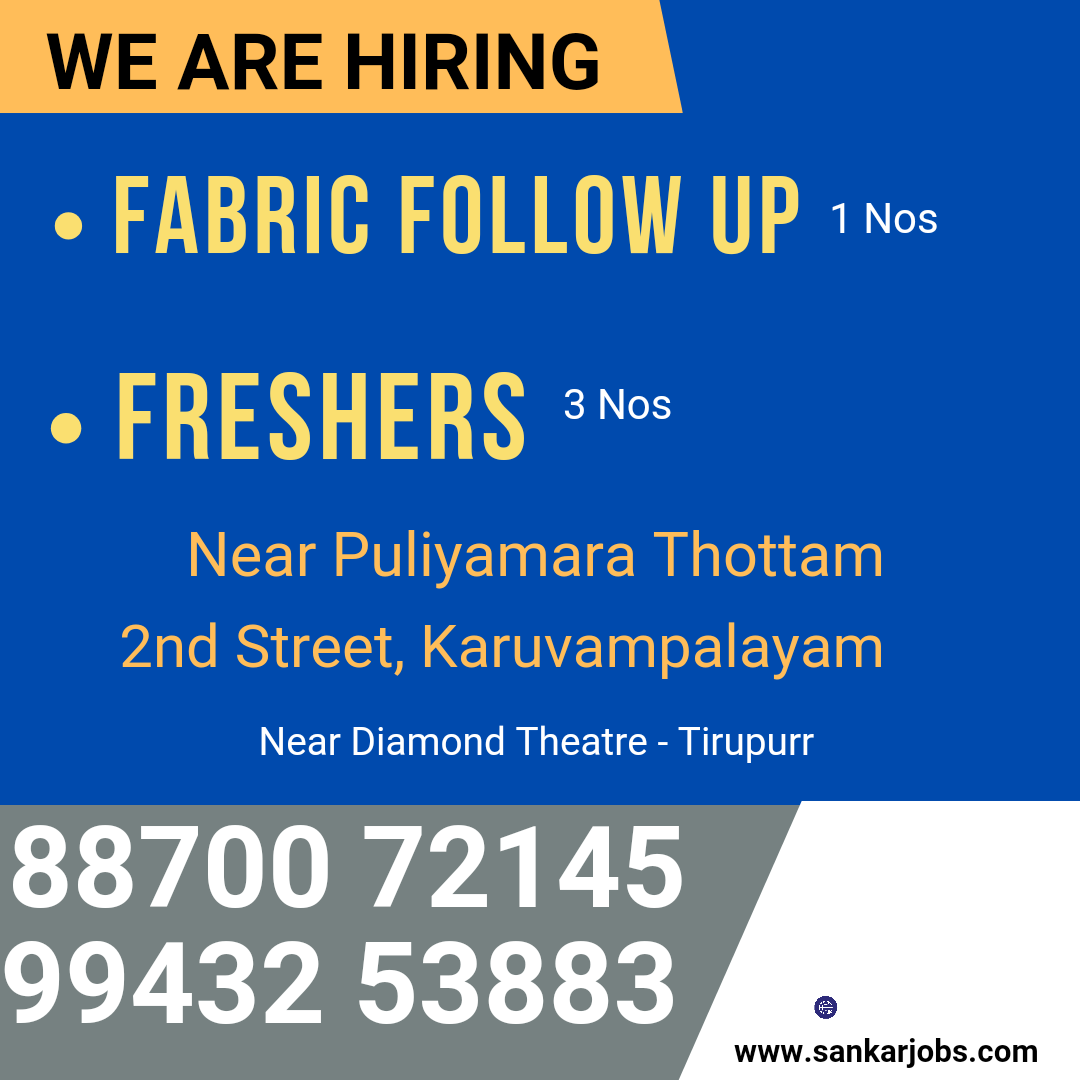 WE ARE HIRING
• FABRIC FOLLOW UP 1 Nos
• FRESHERS 3 Nos
Near Puliyamara Thottam
2nd Street, Karuvampalayam
Near Diamond Theatre - Tirupurr
88700 72145
99432 53883
www.sankarjobs.com